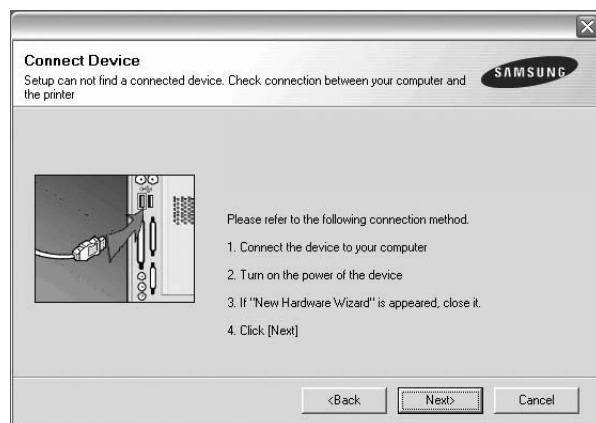 Connect Device
Setup can not find a connected device. Check connection between your computer and
the printer
SAMSUNG
Please refer to the following connection method.
1. Connect the device to your computer
2. Turn on the power of the device
3. If "New Hardware Wizard" is appeared, close it.
4. Click [Next]
<Back
Next>
Cancel